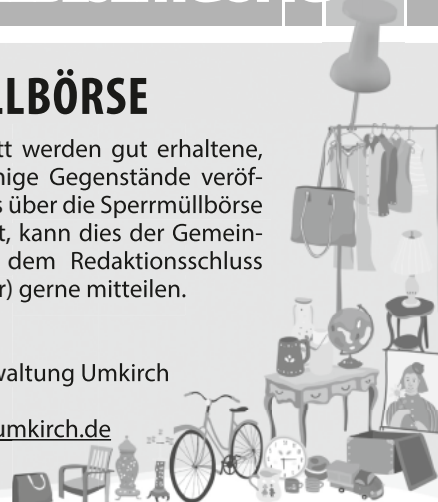 LLBÖRSE
tt werden gut erhaltene,
nige Gegenstände veröf-
s über die Sperrmüllbörse
t, kann dies der Gemein-
dem Redaktionsschluss
r) gerne mitteilen.
waltung Umkirch
umkirch.de